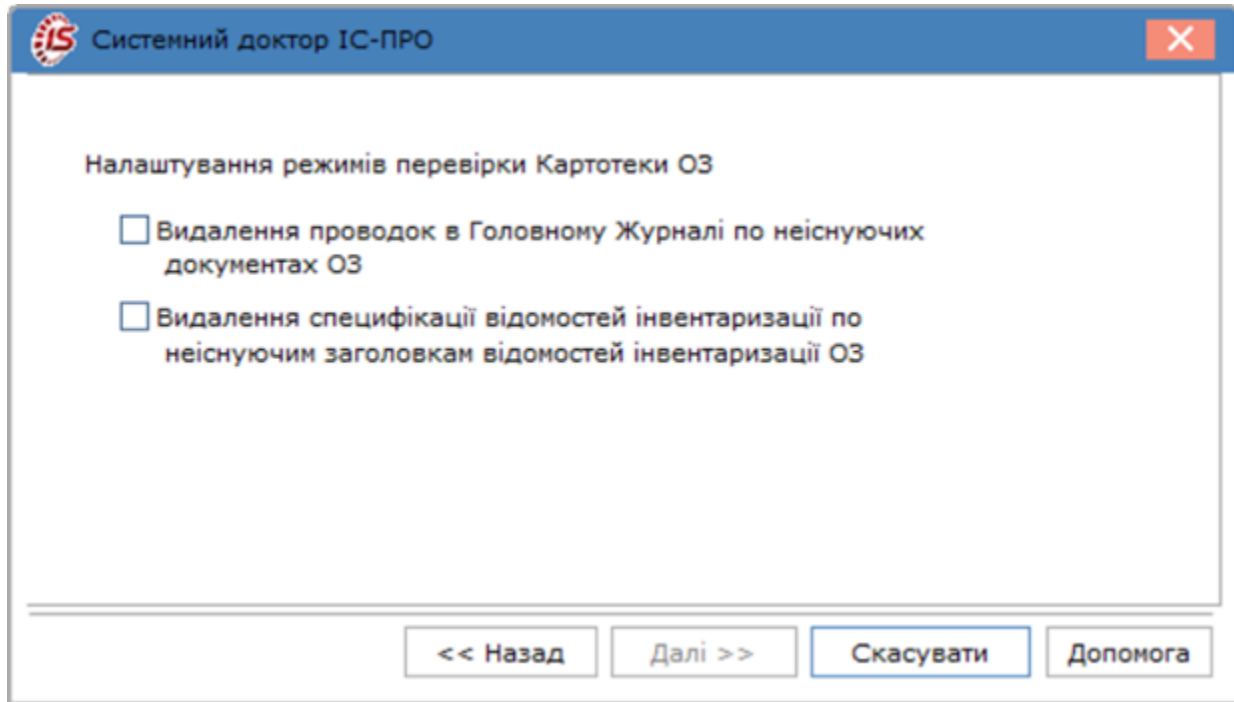 IS Системний доктор ІС-ПРО
Налаштування режимів перевірки Картотеки ОЗ
Видалення проводок в Головному Журналі по неіснуючих
документах ОЗ
Видалення специфікації відомостей інвентаризації по
неіснуючим заголовкам відомостей інвентаризації ОЗ
<< Назад Далі >> Скасувати Допомога